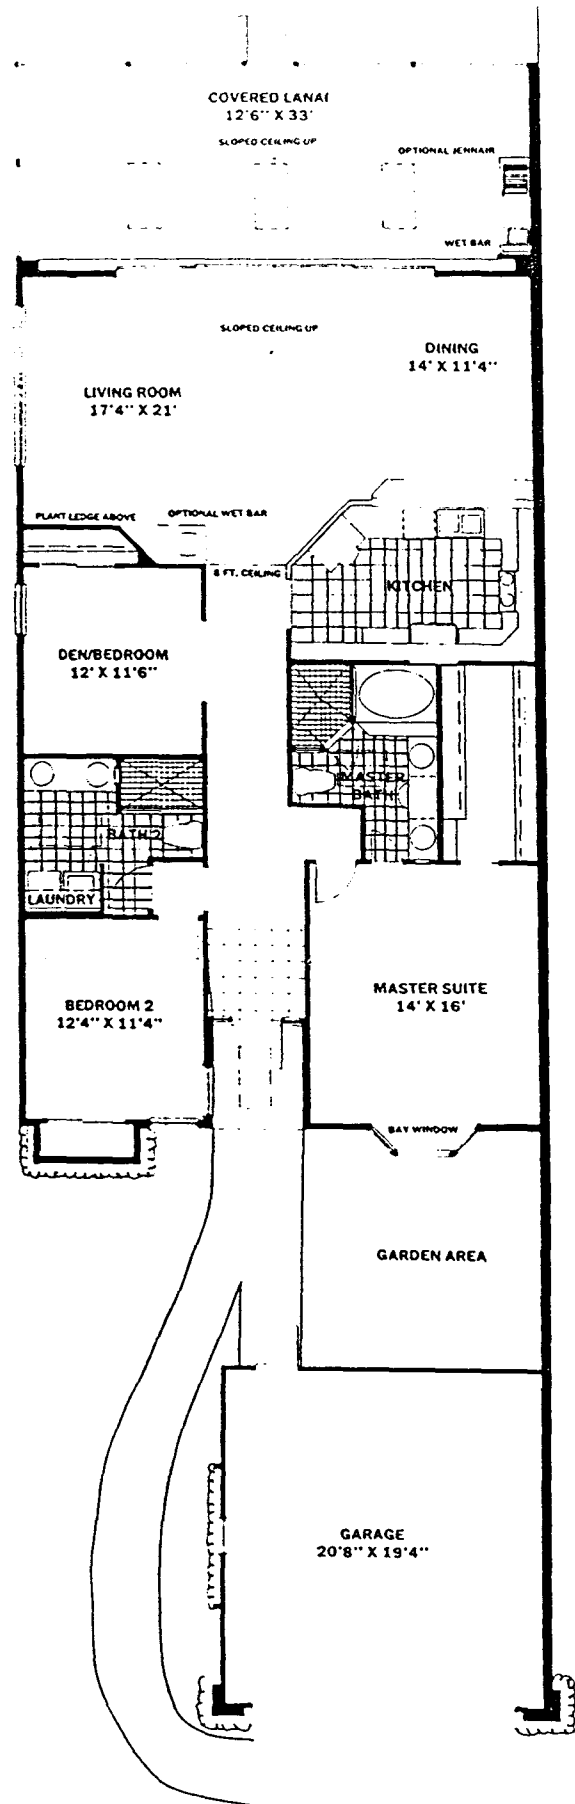 COVERED LANAI
12'6" X 33'
SLOPED CEILING UP
OPTIONAL JENNAIR
WET BAR
SLOPED CEILING UP
DINING
14' X 11'4"
LIVING ROOM
17'4" X 21'
PLANT LEDGE ABOVE
OPTIONAL WET BAR
8 FT. CEILING
KITCHEN
DEN/BEDROOM
12' X 11'6"
MASTER
BATH
BATH 2
LAUNDRY
MASTER SUITE
14' X 16'
BEDROOM 2
12'4" X 11'4"
BAY WINDOW
GARDEN AREA
GARAGE
20'8" X 19'4"